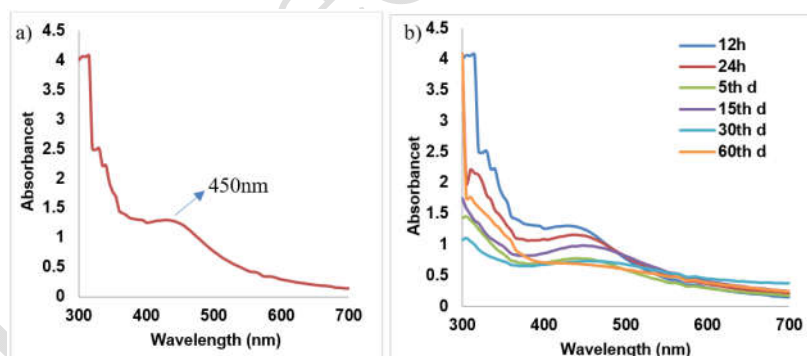 a)
4.5
4
3.5
3
2.5
2
1.5
1
0.5
0
Absorbancet
450nm
300 400 500 600 700
Wavelength (nm)
b)
4.5
4
3.5
3
2.5
2
1.5
1
0.5
0
Absorbancet
12h
24h
5th d
15th d
30th d
60th d
300 400 500 600 700
Wavelength (nm)